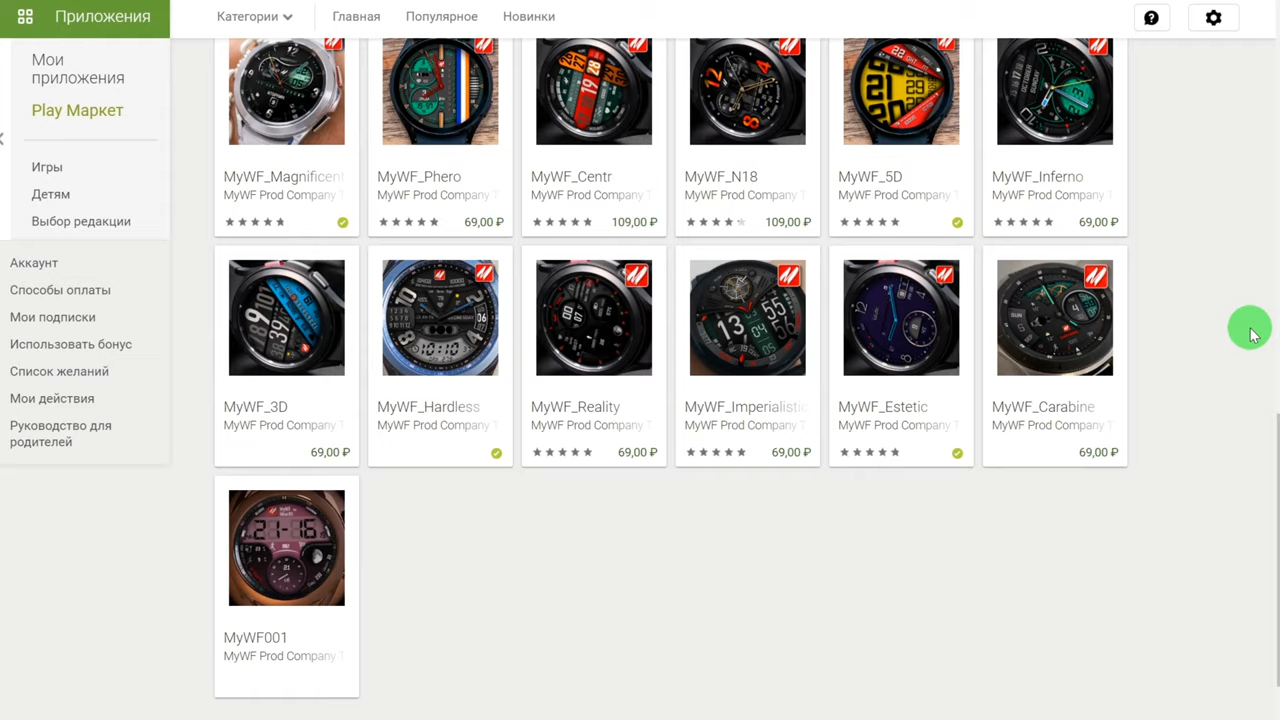 Приложения
Категории
Главная
Популярное
Новинки
Мои
приложения
Play Маркет
Игры
Детям
Выбор редакции
Аккаунт
Способы оплаты
Мои подписки
Использовать бонус
Список желаний
Мои действия
Руководство для
родителей
MyWF_Magnificent
MyWF Prod Company T
MyWF_Phero
MyWF Prod Company T
69,00 ₽
MyWF_Centr
MyWF Prod Company T
109,00 ₽
MyWF_N18
MyWF Prod Company T
109,00 ₽
MyWF_5D
MyWF Prod Company T
MyWF_Inferno
MyWF Prod Company T
69,00 ₽
MyWF_3D
MyWF Prod Company T
69,00 ₽
MyWF_Hardless
MyWF Prod Company T
MyWF_Reality
MyWF Prod Company T
69,00 ₽
MyWF_Imperialistic
MyWF Prod Company T
69,00 ₽
MyWF_Estetic
MyWF Prod Company T
MyWF_Carabine
MyWF Prod Company T
69,00 ₽
21-16
MyWF001
MyWF Prod Company T